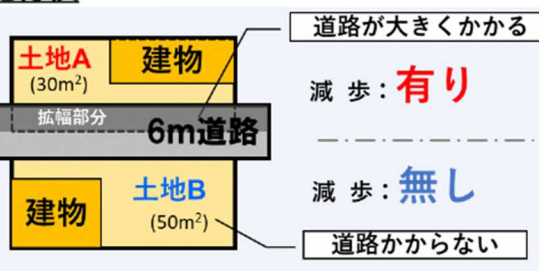 道路が大きくかかる
土地A
(30m²)
建物
減 歩：有り
拡幅部分
6m道路
減 歩：無し
建物
土地B
(50m²)
道路かからない